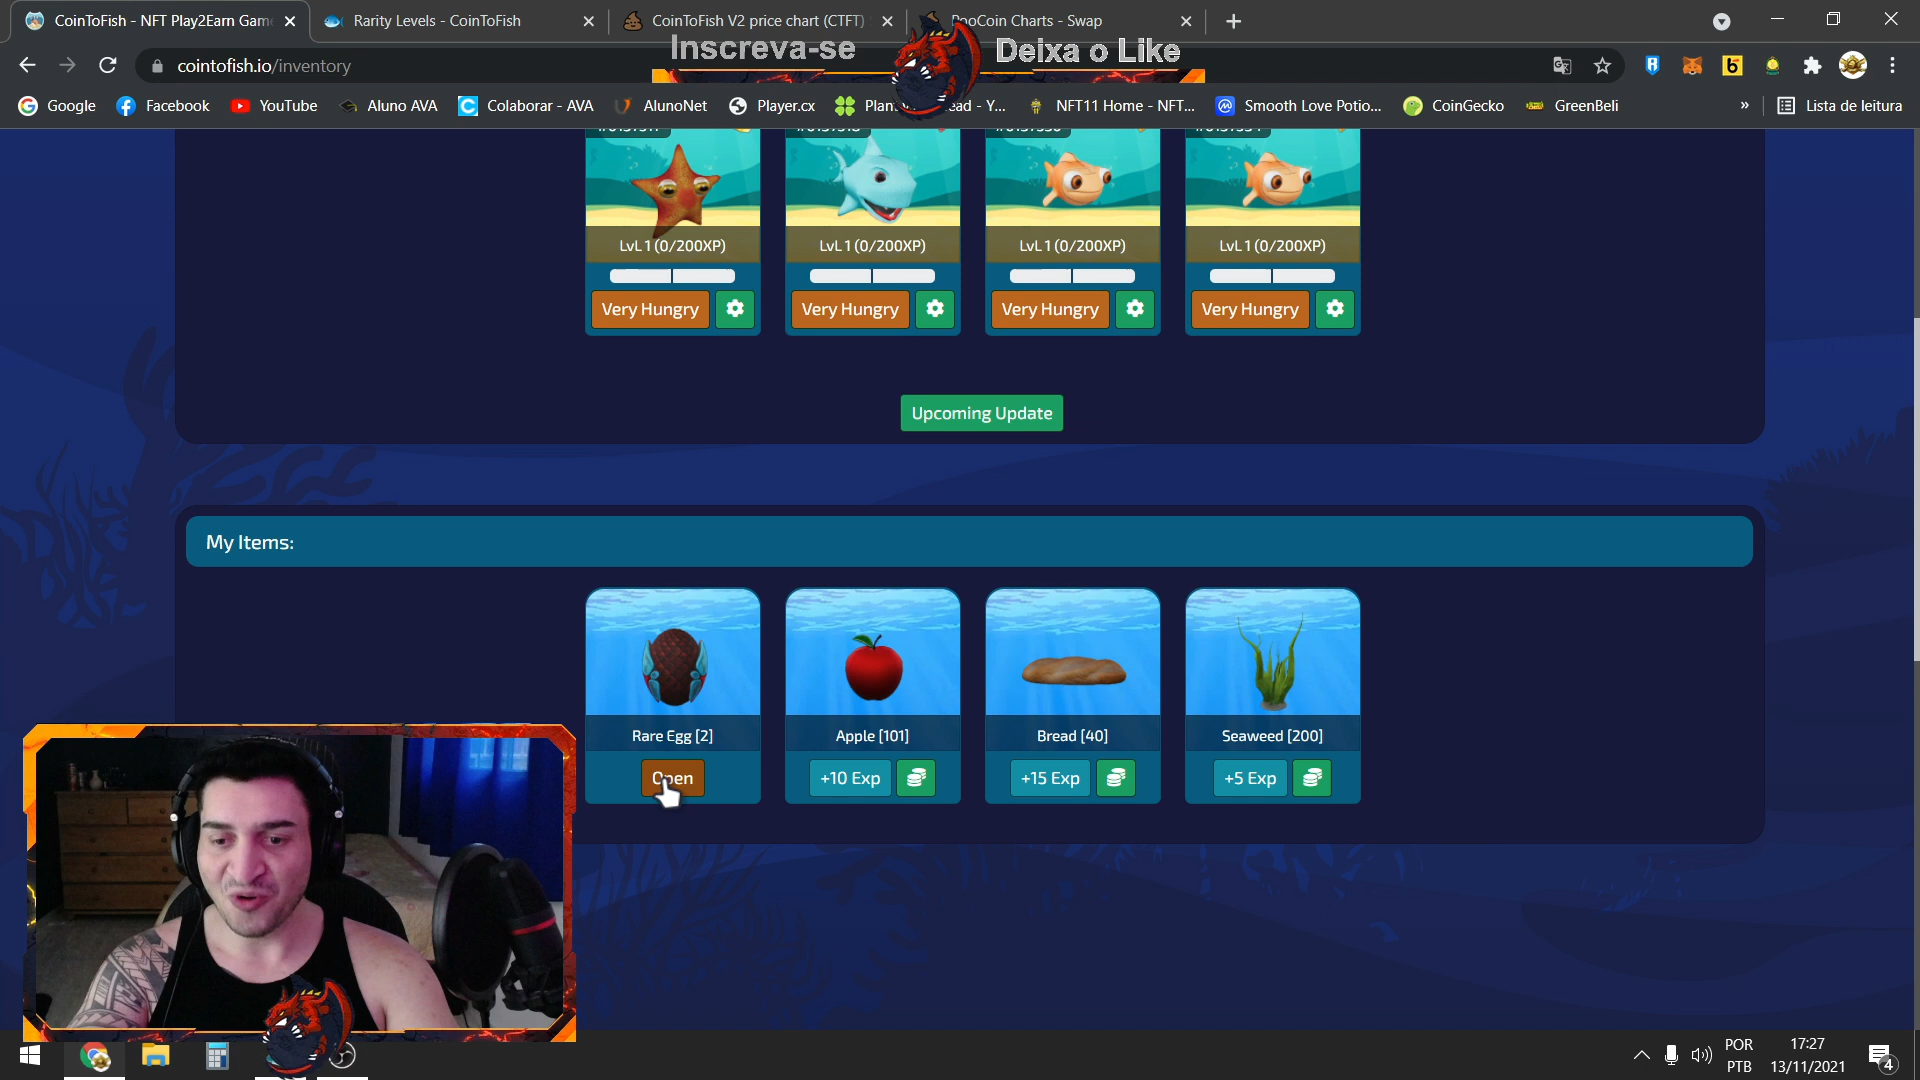 CoinToFish - NFT Play2Earn Game
Rarity Levels - CoinToFish
CoinToFish V2 price chart (CTFT)
PooCoin Charts - Swap
Inscreva-se
Deixa o Like
cointofish.io/inventory
Google
Facebook
YouTube
Aluno AVA
Colaborar - AVA
AlunoNet
Player.cx
NFT11 Home - NFT...
Smooth Love Potio...
CoinGecko
GreenBeli
Lista de leitura
LvL 1 (0/200XP)
LvL 1 (0/200XP)
LvL 1 (0/200XP)
LvL 1 (0/200XP)
Very Hungry
Very Hungry
Very Hungry
Very Hungry
Upcoming Update
My Items:
Rare Egg [2]
Apple [101]
Bread [40]
Seaweed [200]
Open
+10 Exp
+15 Exp
+5 Exp
POR
PTB
17:27
13/11/2021
4